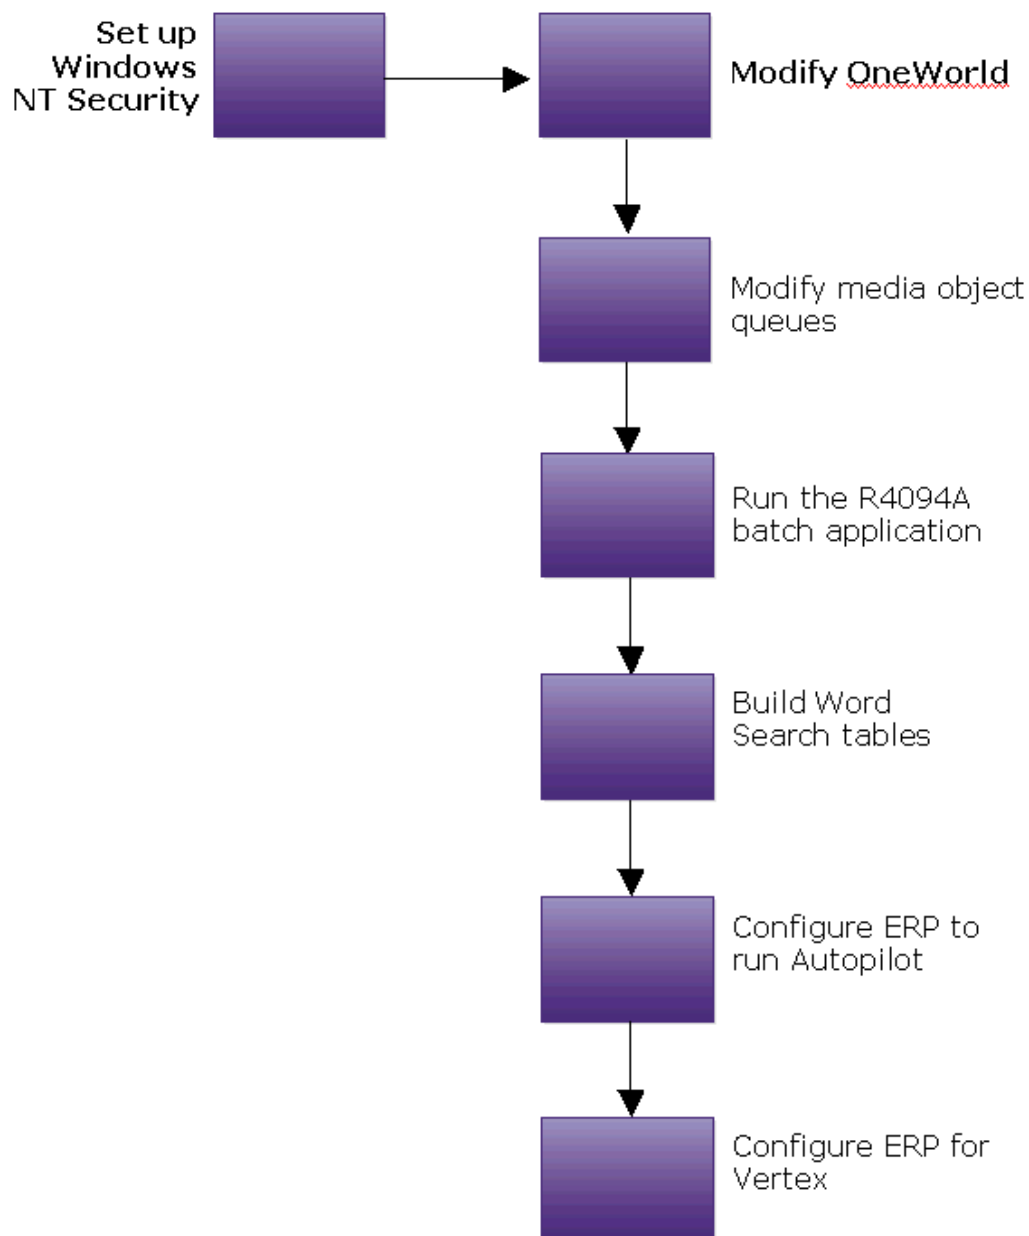 Set up
Windows
NT Security
Modify OneWorld
Modify media object
queues
Run the R4094A
batch application
Build Word
Search tables
Configure ERP to
run Autopilot
Configure ERP for
Vertex